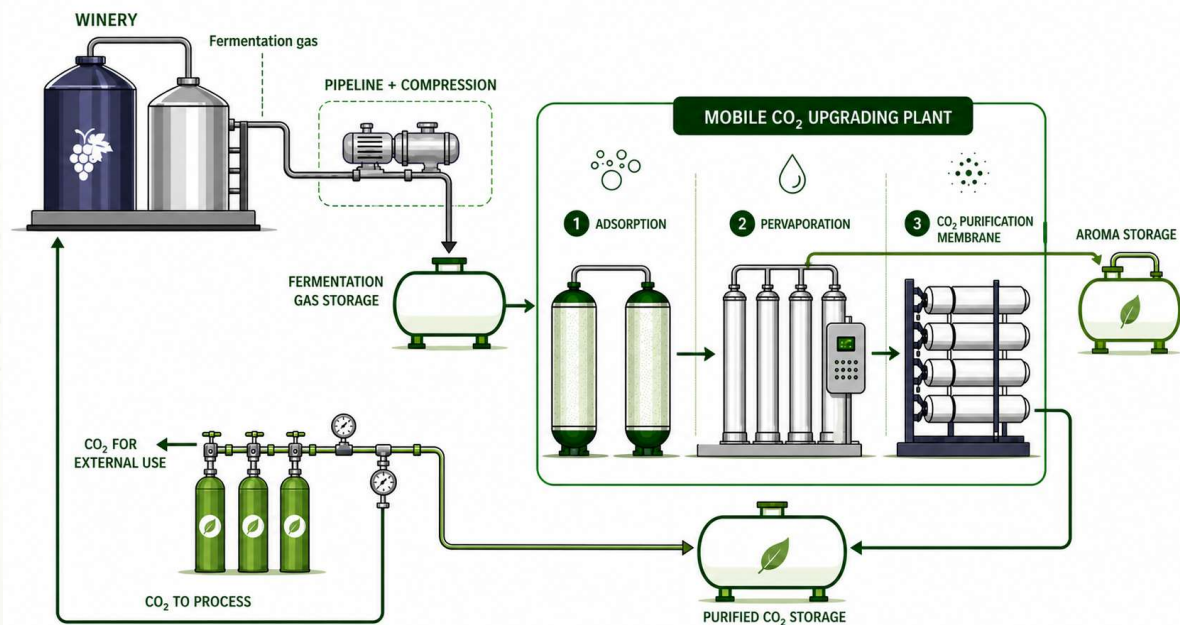 WINERY
Fermentation gas
PIPELINE + COMPRESSION
MOBILE CO₂ UPGRADING PLANT
1 ADSORPTION
2 PERVAPORATION
3 CO₂ PURIFICATION
MEMBRANE
AROMA STORAGE
FERMENTATION
GAS STORAGE
CO₂ FOR
EXTERNAL USE
CO₂ TO PROCESS
PURIFIED CO₂ STORAGE